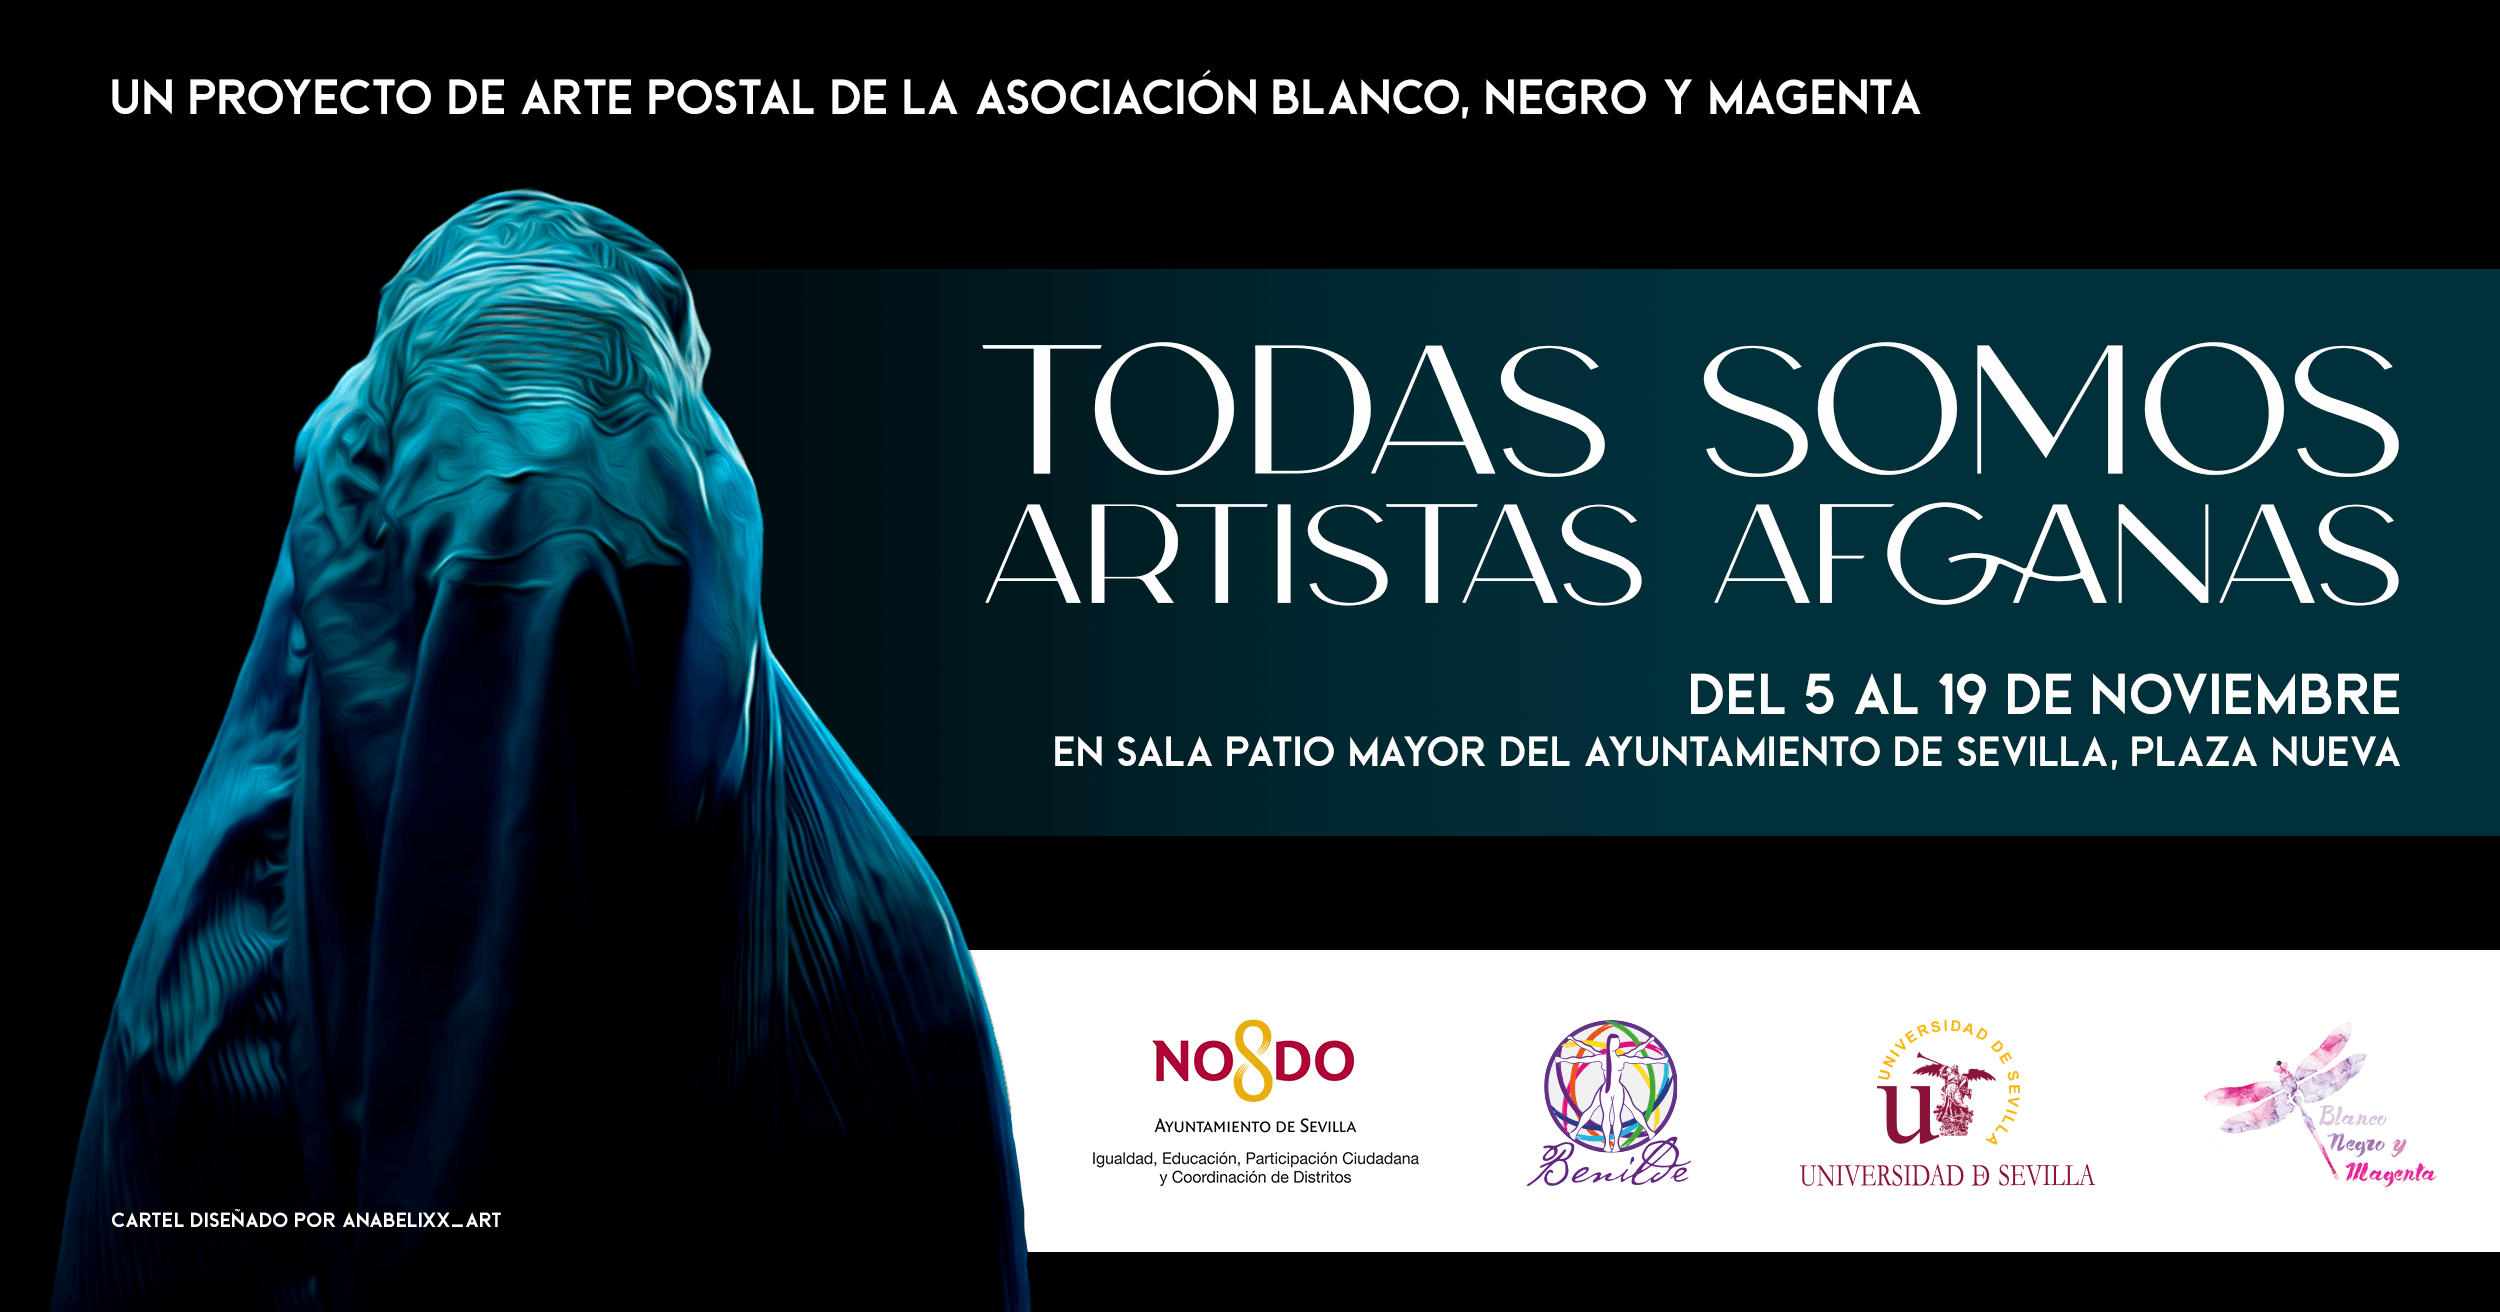 UN PROYECTO DE ARTE POSTAL DE LA ASOCIACIÓN BLANCO, NEGRO Y MAGENTA
TODAS SOMOS
ARTISTAS AFGANAS
DEL 5 AL 19 DE NOVIEMBRE
EN SALA PATIO MAYOR DEL AYUNTAMIENTO DE SEVILLA, PLAZA NUEVA
NO8DO
AYUNTAMIENTO DE SEVILLA
Igualdad, Educación, Participación Ciudadana
y Coordinación de Distritos
Benilde
UNIVERSIDAD DE SEVILLA
u
UNIVERSIDAD DE SEVILLA
Blanco
Negro y
Magenta
CARTEL DISEÑADO POR ANABELIXX_ART